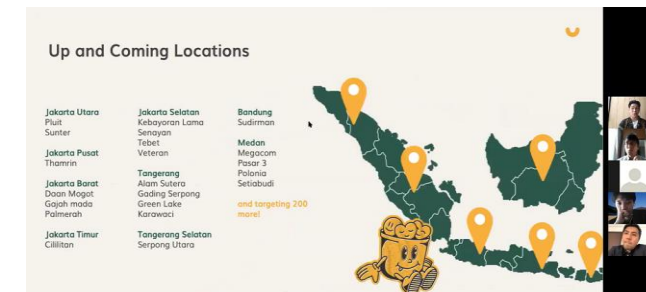 Up and Coming Locations
Jakarta Utara
Pluit
Sunter
Jakarta Pusat
Thamrin
Jakarta Barat
Daan Mogot
Gajah mada
Palmerah
Jakarta Timur
Cililitan
Jakarta Selatan
Kebayoran Lama
Senayan
Tebet
Veteran
Tangerang
Alam Sutera
Gading Serpong
Green Lake
Karawaci
Tangerang Selatan
Serpong Utara
Bandung
Sudirman
Medan
Megacom
Pasar 3
Polonia
Setiabudi
and targeting 200
more!